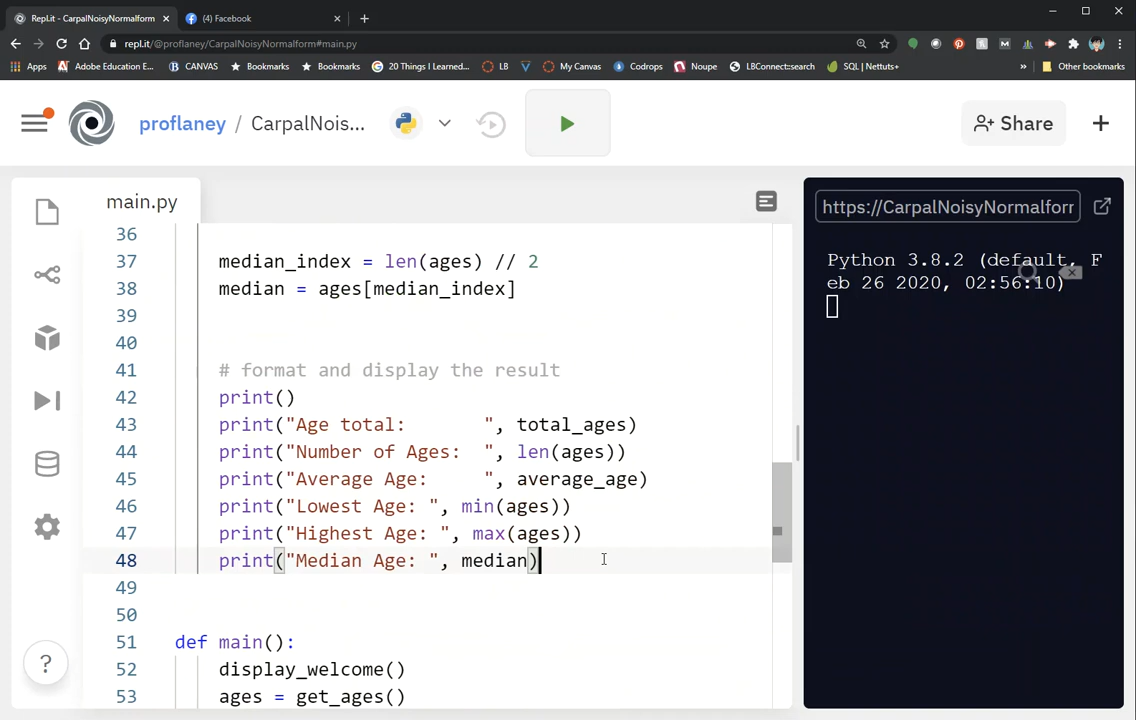 Repl.it - CarpalNoisyNormalform
(4) Facebook
repl.it/@proflaney/CarpalNoisyNormalform#main.py
Apps Adobe Education E... CANVAS Bookmarks Bookmarks 20 Things I Learned... LB My Canvas Codrops Noupe LBConnect:search SQL | Nettuts+ » Other bookmarks
proflaney / CarpalNois...
Share
main.py
https://CarpalNoisyNormalforr
36
37 median_index = len(ages) // 2
38 median = ages[median_index]
39
40
41 # format and display the result
42 print()
43 print("Age total:       ", total_ages)
44 print("Number of Ages:  ", len(ages))
45 print("Average Age:     ", average_age)
46 print("Lowest Age: ", min(ages))
47 print("Highest Age: ", max(ages))
48 print("Median Age: ", median)
49
50
51 def main():
52 display_welcome()
53 ages = get_ages()
Python 3.8.2 (default, F
eb 26 2020, 02:56:10)
?